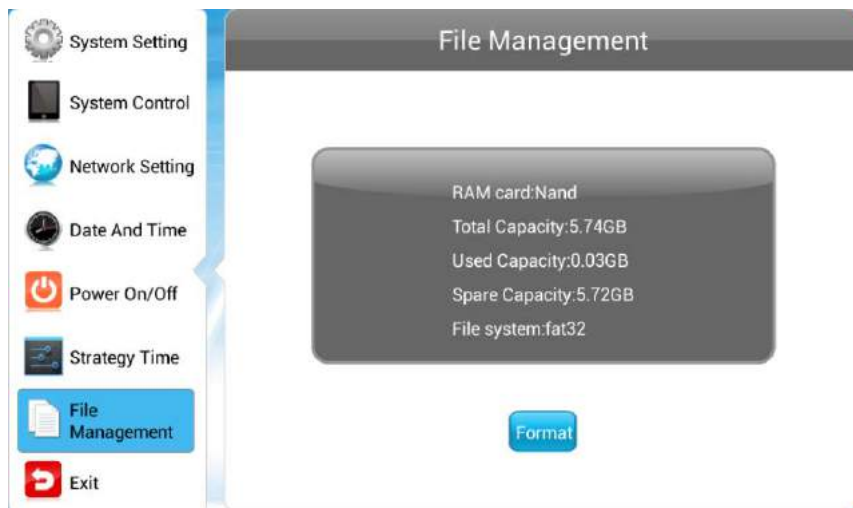 System Setting
System Control
Network Setting
Date And Time
Power On/Off
Strategy Time
File
Management
Exit
File Management
RAM card:Nand
Total Capacity:5.74GB
Used Capacity:0.03GB
Spare Capacity:5.72GB
File system:fat32
Format